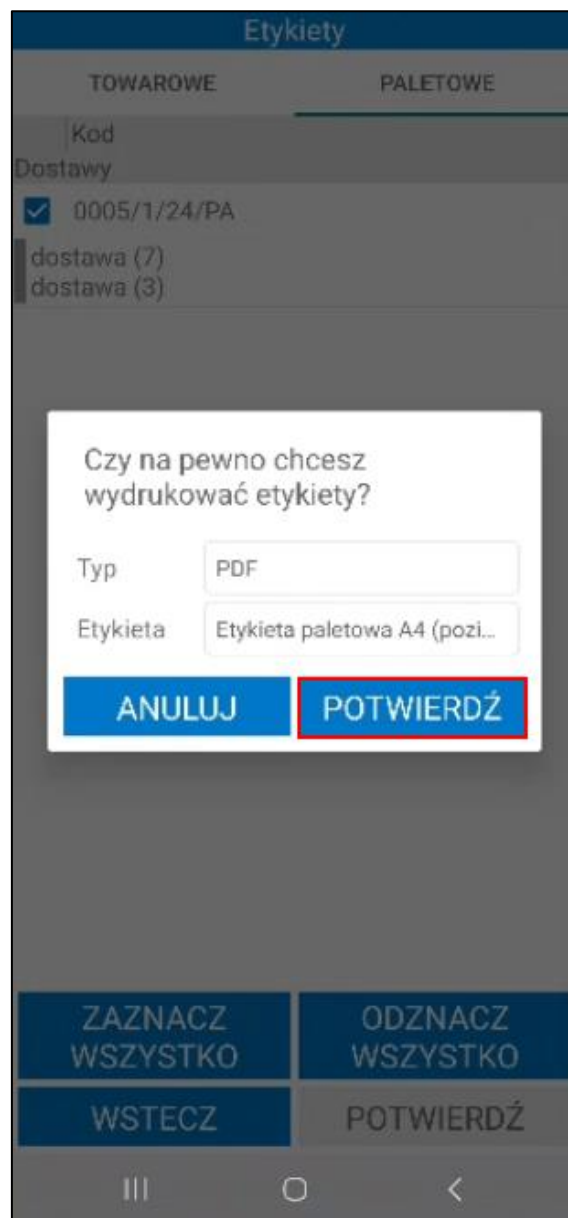 Etykiety
TOWAROWE PALETOWE
Kod
Dostawy
0005/1/24/PA
dostawa (7)
dostawa (3)
Czy na pewno chcesz
wydrukować etykiety?
Typ PDF
Etykieta Etykieta paletowa A4 (pozi...
ANULUJ POTWIERDŹ
ZAZNACZ WSZYSTKO ODZNACZ WSZYSTKO
WSTECZ POTWIERDŹ